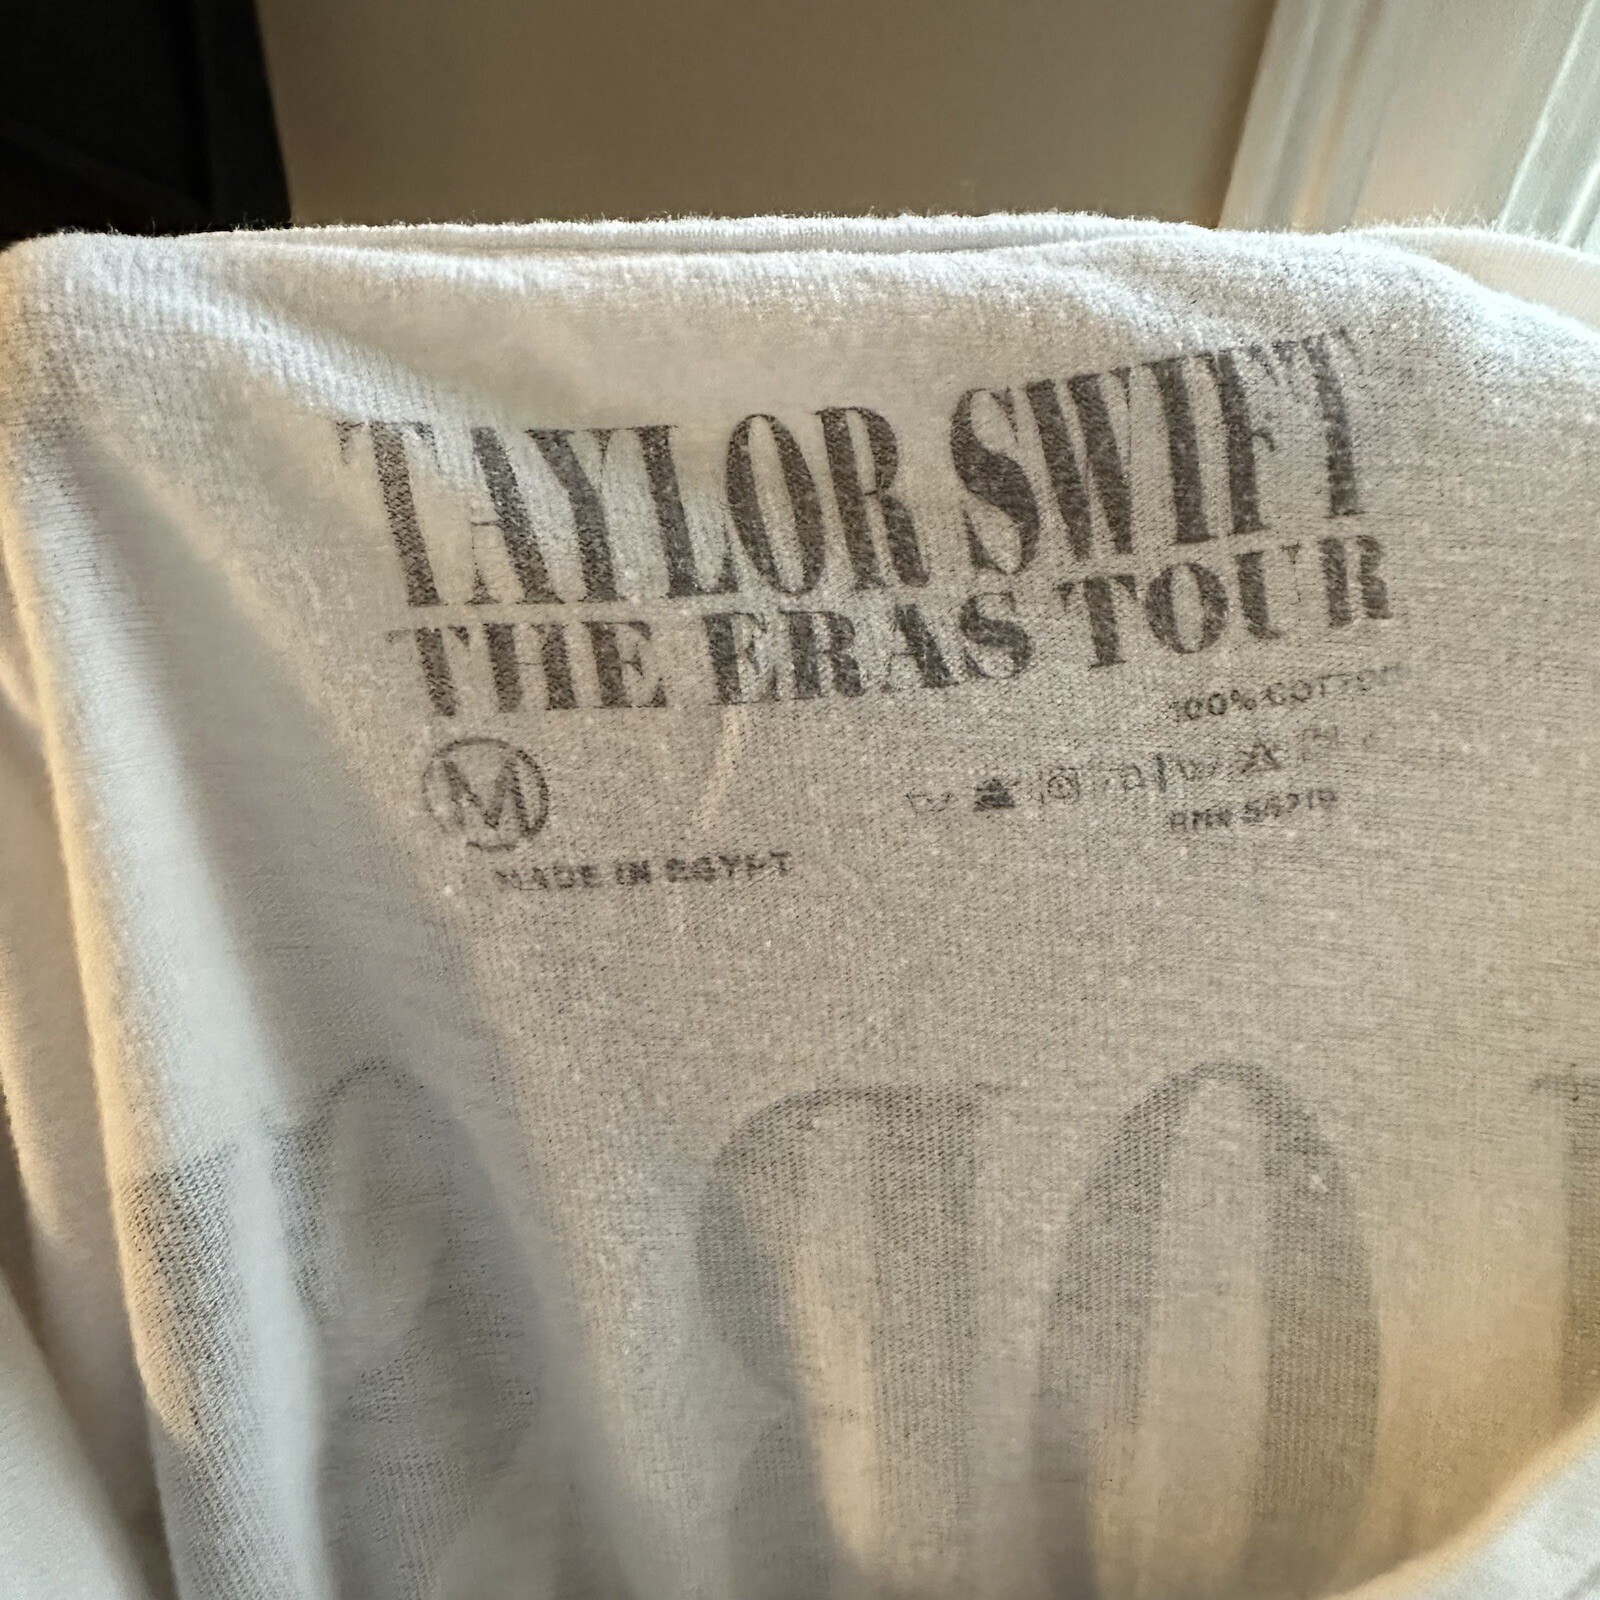 TAYLOR SWIFT
THE ERAS TOUR
100% COTTON
M
MADE IN EGYPT